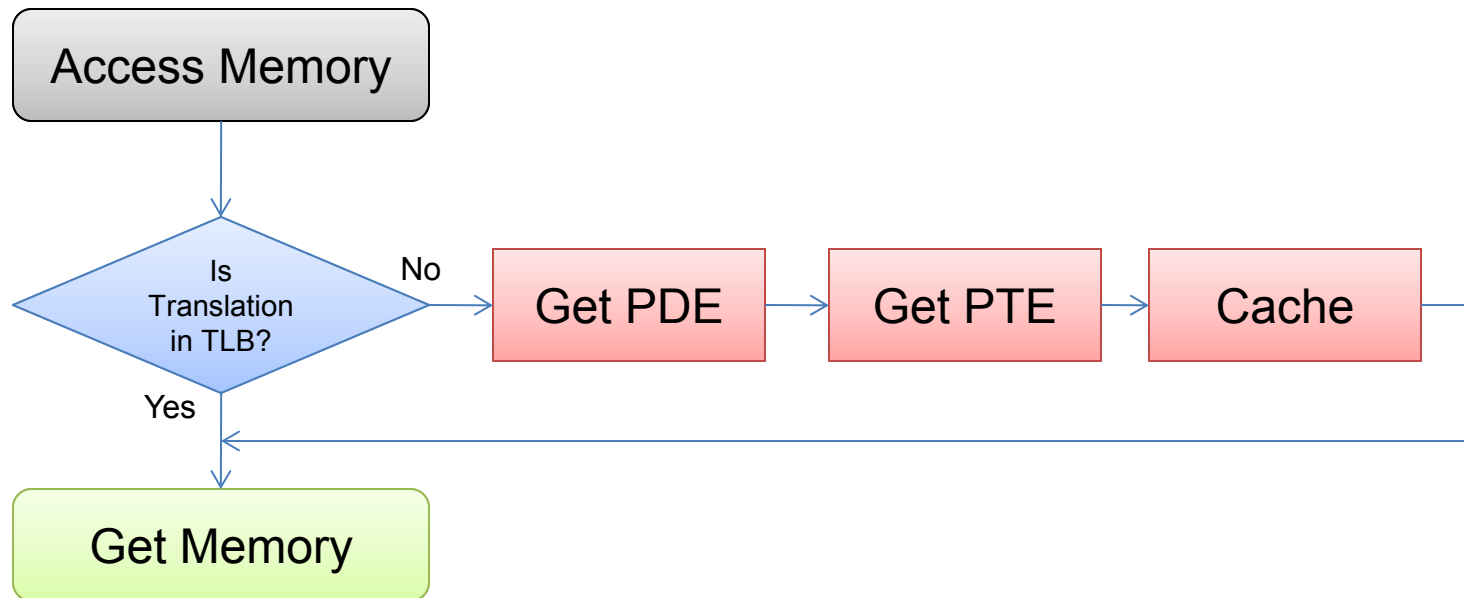 Access Memory
Is
Translation
in TLB?
No
Get PDE
Get PTE
Cache
Yes
Get Memory